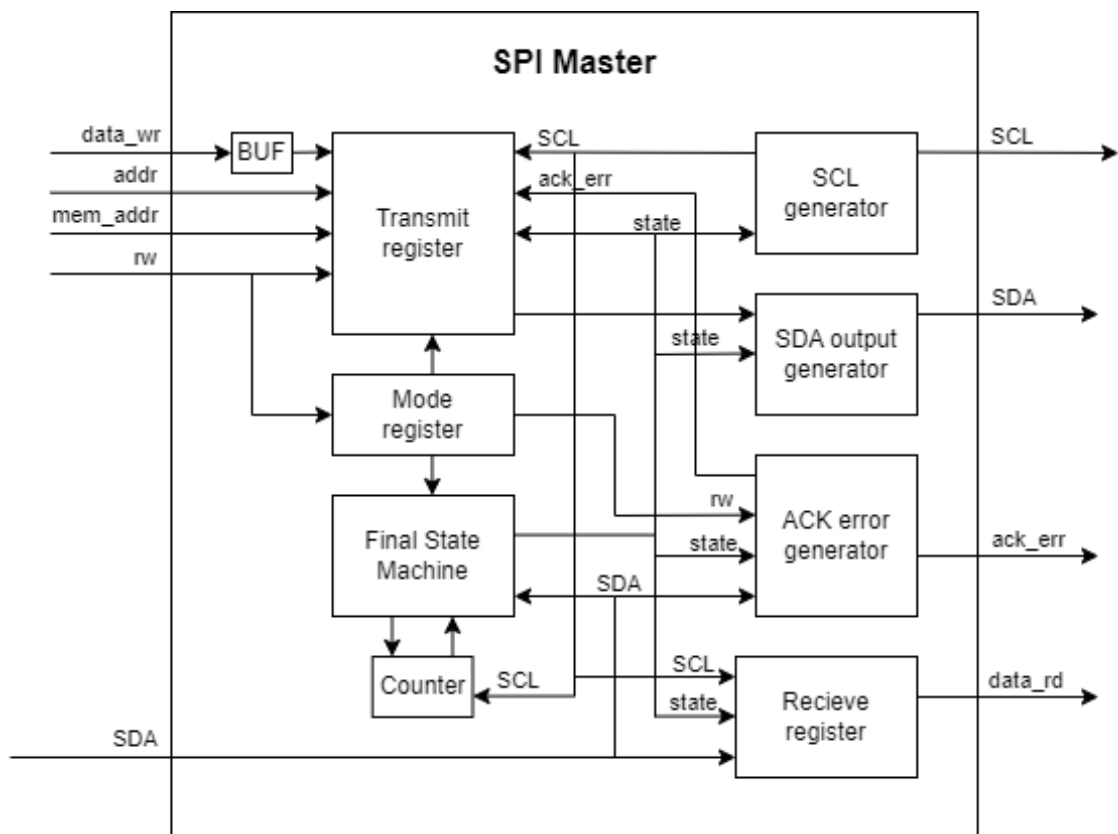 SPI Master
data_wr
BUF
SCL
SCL
addr
ack_err
SCL
generator
mem_addr
Transmit
register
state
rw
SDA
state
SDA output
generator
Mode
register
rw
ACK error
generator
Final State
Machine
state
ack_err
SDA
SCL
Counter
SCL
data_rd
state
Recieve
register
SDA